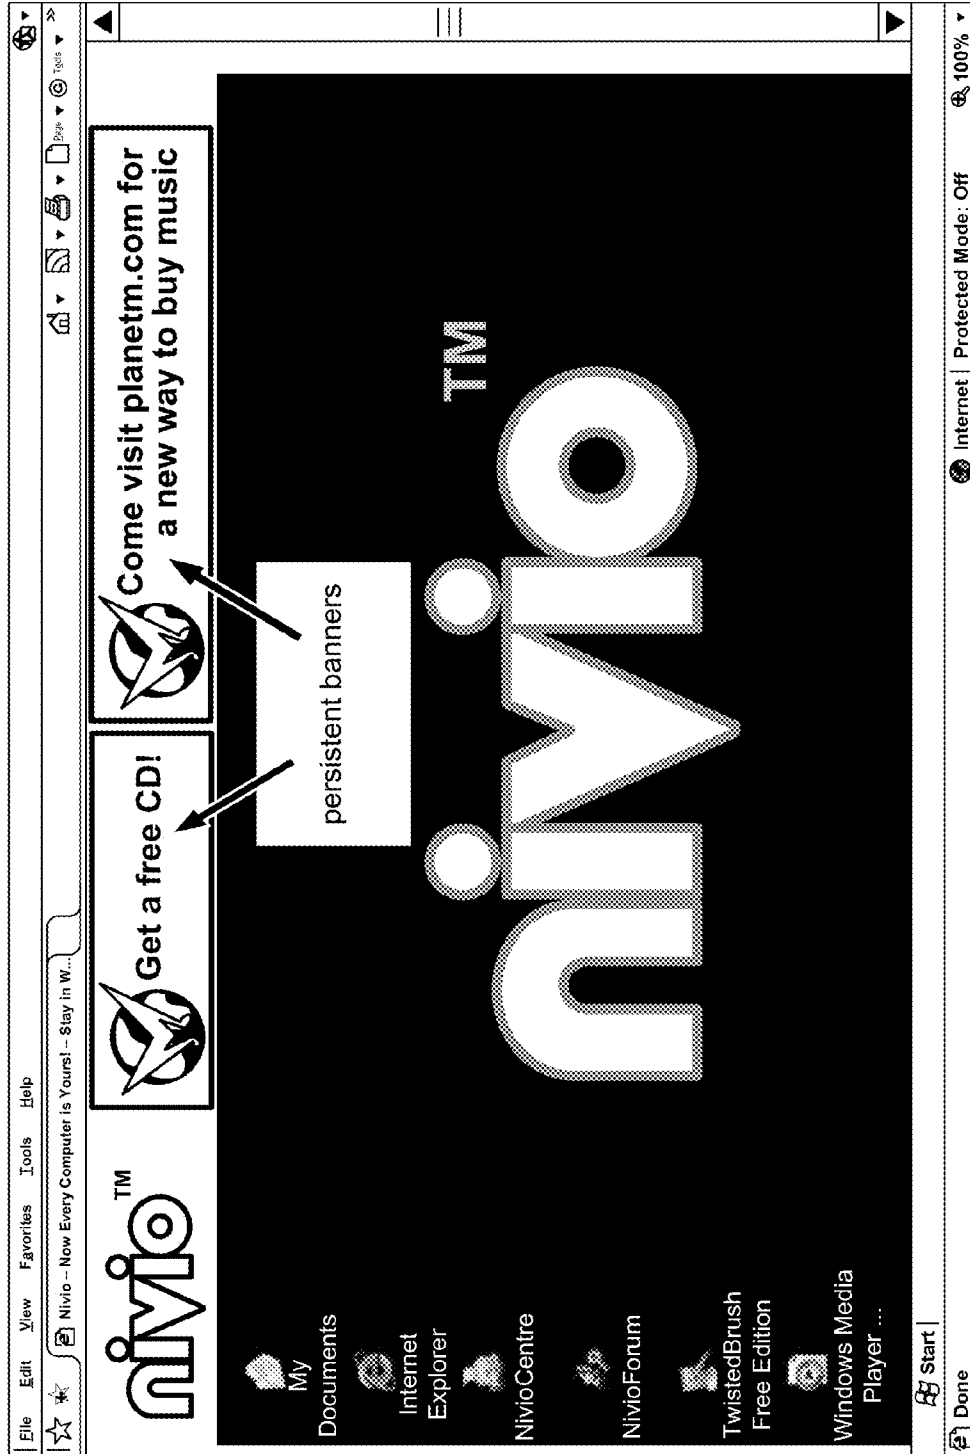 File Edit View Favorites Tools Help
Nivio – Now Every Computer is Yours! – Stay in W...
Page Tools »
nivio TM
Get a free CD!
Come visit planetm.com for
a new way to buy music
persistent banners
nivio TM
My
Documents
Internet
Explorer
NivioCentre
NivioForum
TwistedBrush
Free Edition
Windows Media
Player ...
Start
Done
Internet | Protected Mode: Off
100%